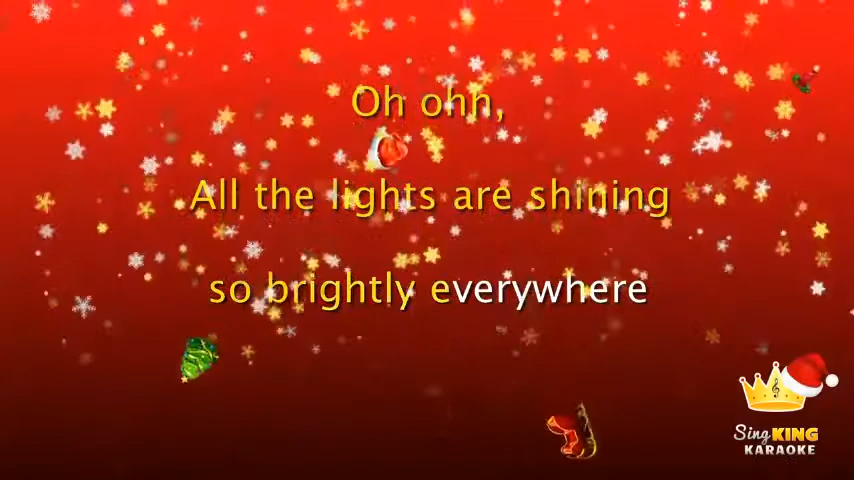 Oh ohh,
All the lights are shining
so brightly everywhere
Sing KING
KARAOKE